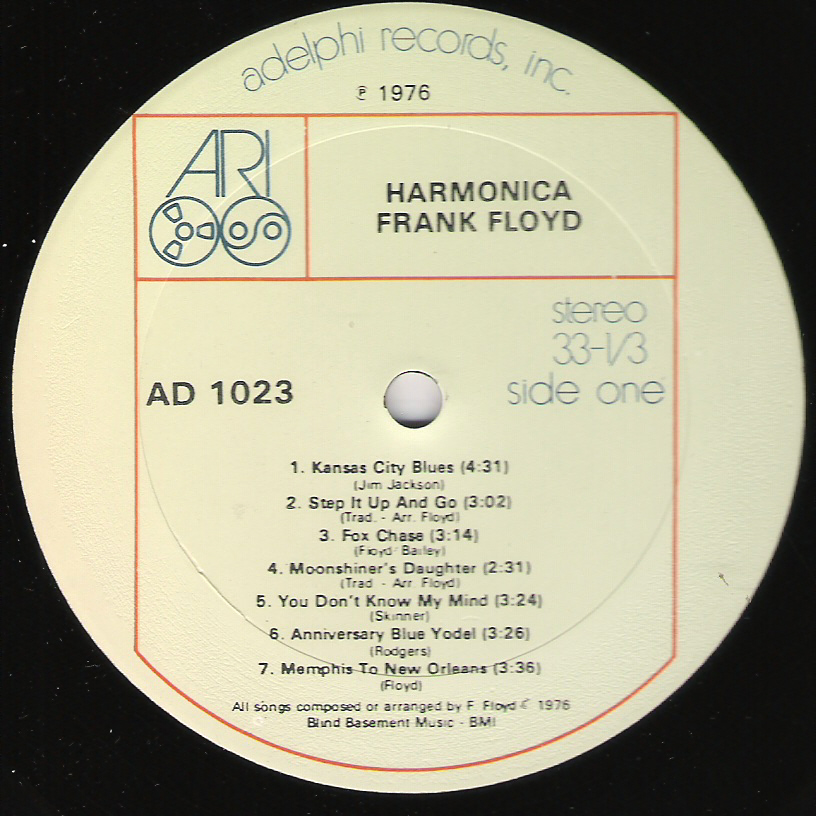 adelphi records, inc.
℗ 1976
ARI
HARMONICA
FRANK FLOYD
stereo
33-1/3
AD 1023
side one
1. Kansas City Blues (4:31)
(Jim Jackson)
2. Step It Up And Go (3:02)
(Trad. - Arr. Floyd)
3. Fox Chase (3:14)
(Floyd/Bailey)
4. Moonshiner's Daughter (2:31)
(Trad - Arr. Floyd)
5. You Don't Know My Mind (3:24)
(Skinner)
6. Anniversary Blue Yodel (3:26)
(Rodgers)
7. Memphis To New Orleans (3:36)
(Floyd)
All songs composed or arranged by F. Floyd © 1976
Blind Basement Music - BMI